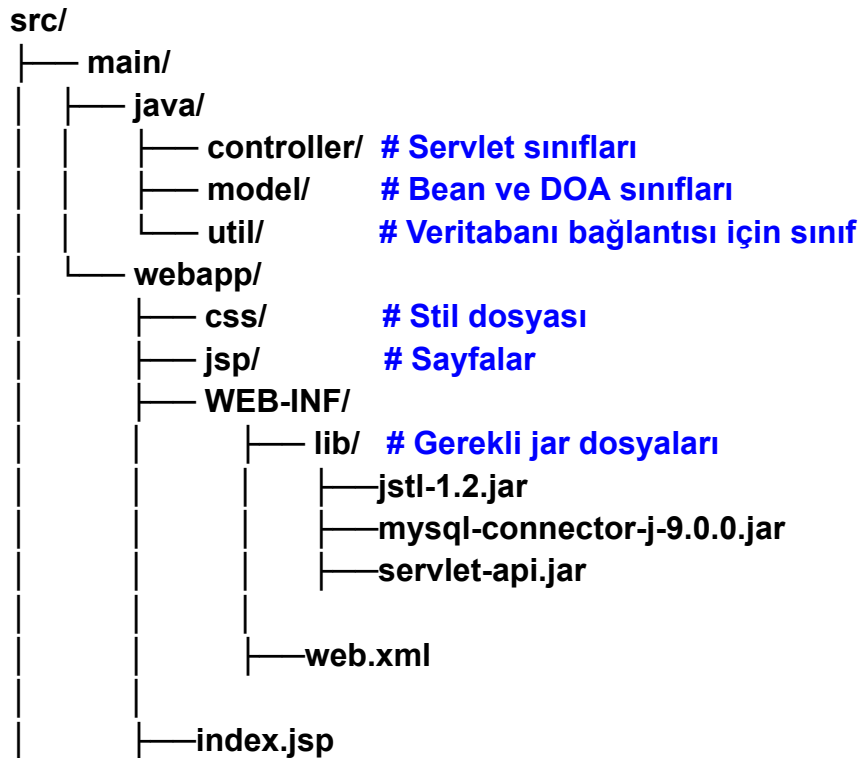 src/
├── main/
│ ├── java/
│ │ ├── controller/ # Servlet sınıfları
│ │ ├── model/ # Bean ve DOA sınıfları
│ │ └── util/ # Veritabanı bağlantısı için sınıf
│ └── webapp/
│ ├── css/ # Stil dosyası
│ ├── jsp/ # Sayfalar
│ ├── WEB-INF/
│ │ ├── lib/ # Gerekli jar dosyaları
│ │ │ ├──jstl-1.2.jar
│ │ │ ├──mysql-connector-j-9.0.0.jar
│ │ │ ├──servlet-api.jar
│ │ │
│ │ ├──web.xml
│ │
│ ├──index.jsp